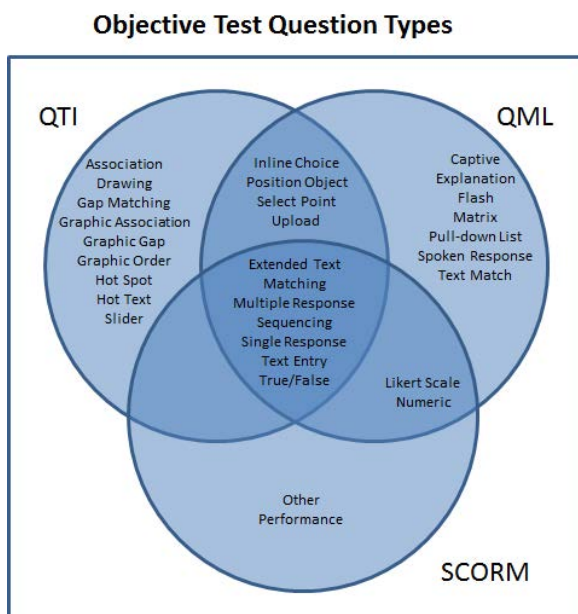 Objective Test Question Types
QTI
Association
Drawing
Gap Matching
Graphic Association
Graphic Gap
Graphic Order
Hot Spot
Hot Text
Slider
Inline Choice
Position Object
Select Point
Upload
QML
Captive
Explanation
Flash
Matrix
Pull-down List
Spoken Response
Text Match
Extended Text
Matching
Multiple Response
Sequencing
Single Response
Text Entry
True/False
Likert Scale
Numeric
Other
Performance
SCORM